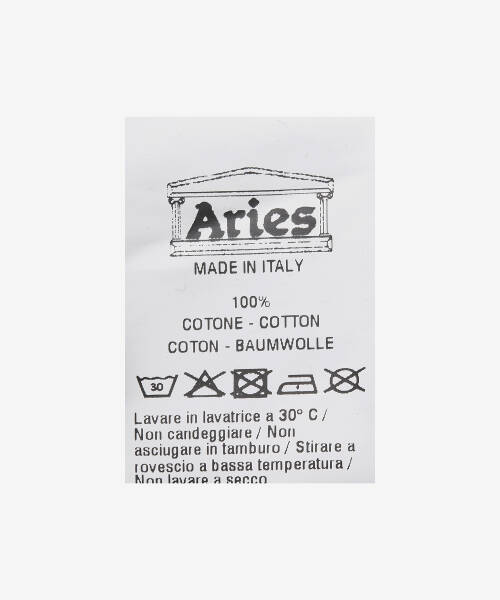 Aries
MADE IN ITALY
100%
COTONE - COTTON
COTON - BAUMWOLLE
30
Lavare in lavatrice a 30° C /
Non candeggiare / Non
asciugare in tamburo / Stirare a
rovescio a bassa temperatura /
Non lavare a secco